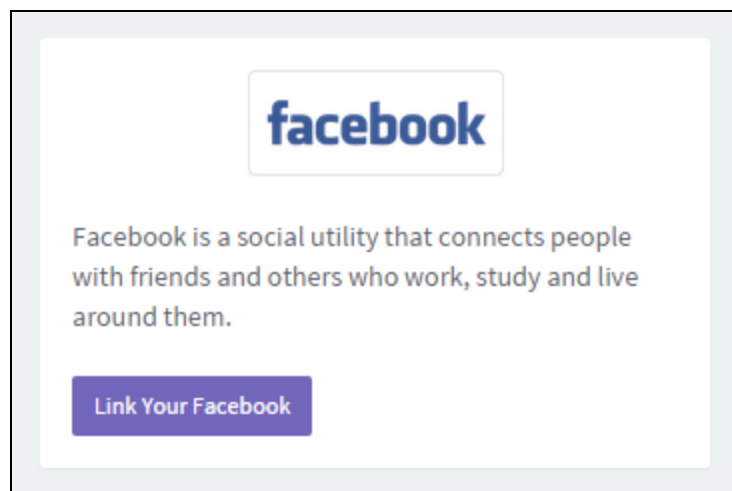 facebook
Facebook is a social utility that connects people
with friends and others who work, study and live
around them.
Link Your Facebook